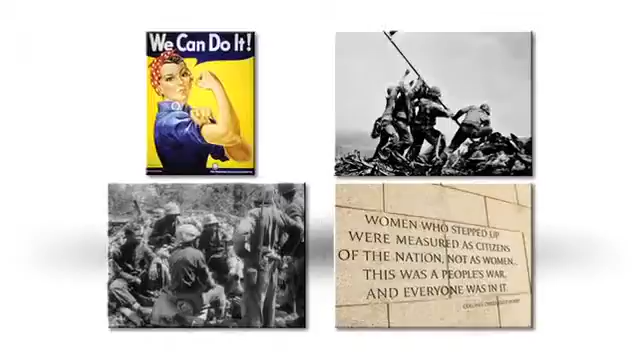 We Can Do It!
WOMEN WHO STEPPED UP
WERE MEASURED AS CITIZENS
OF THE NATION, NOT AS WOMEN...
THIS WAS A PEOPLE'S WAR,
AND EVERYONE WAS IN IT.
COLONEL